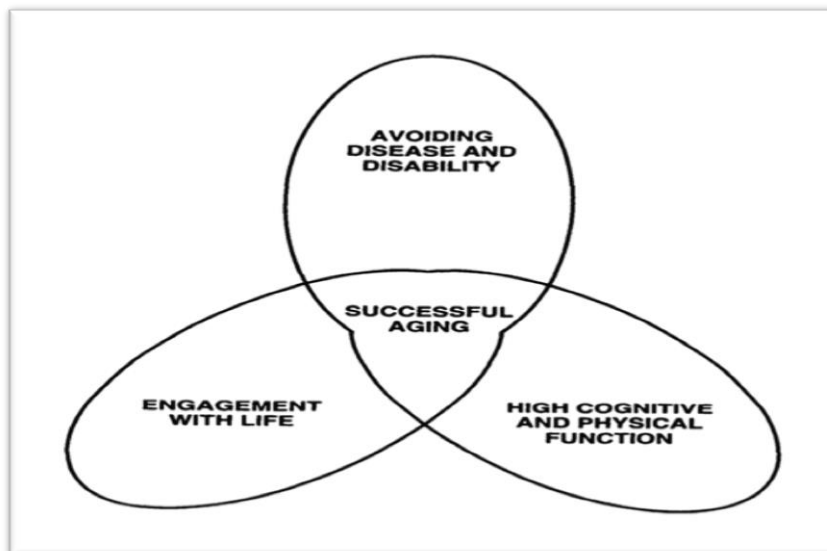 AVOIDING
DISEASE AND
DISABILITY
SUCCESSFUL
AGING
ENGAGEMENT
WITH LIFE
HIGH COGNITIVE
AND PHYSICAL
FUNCTION